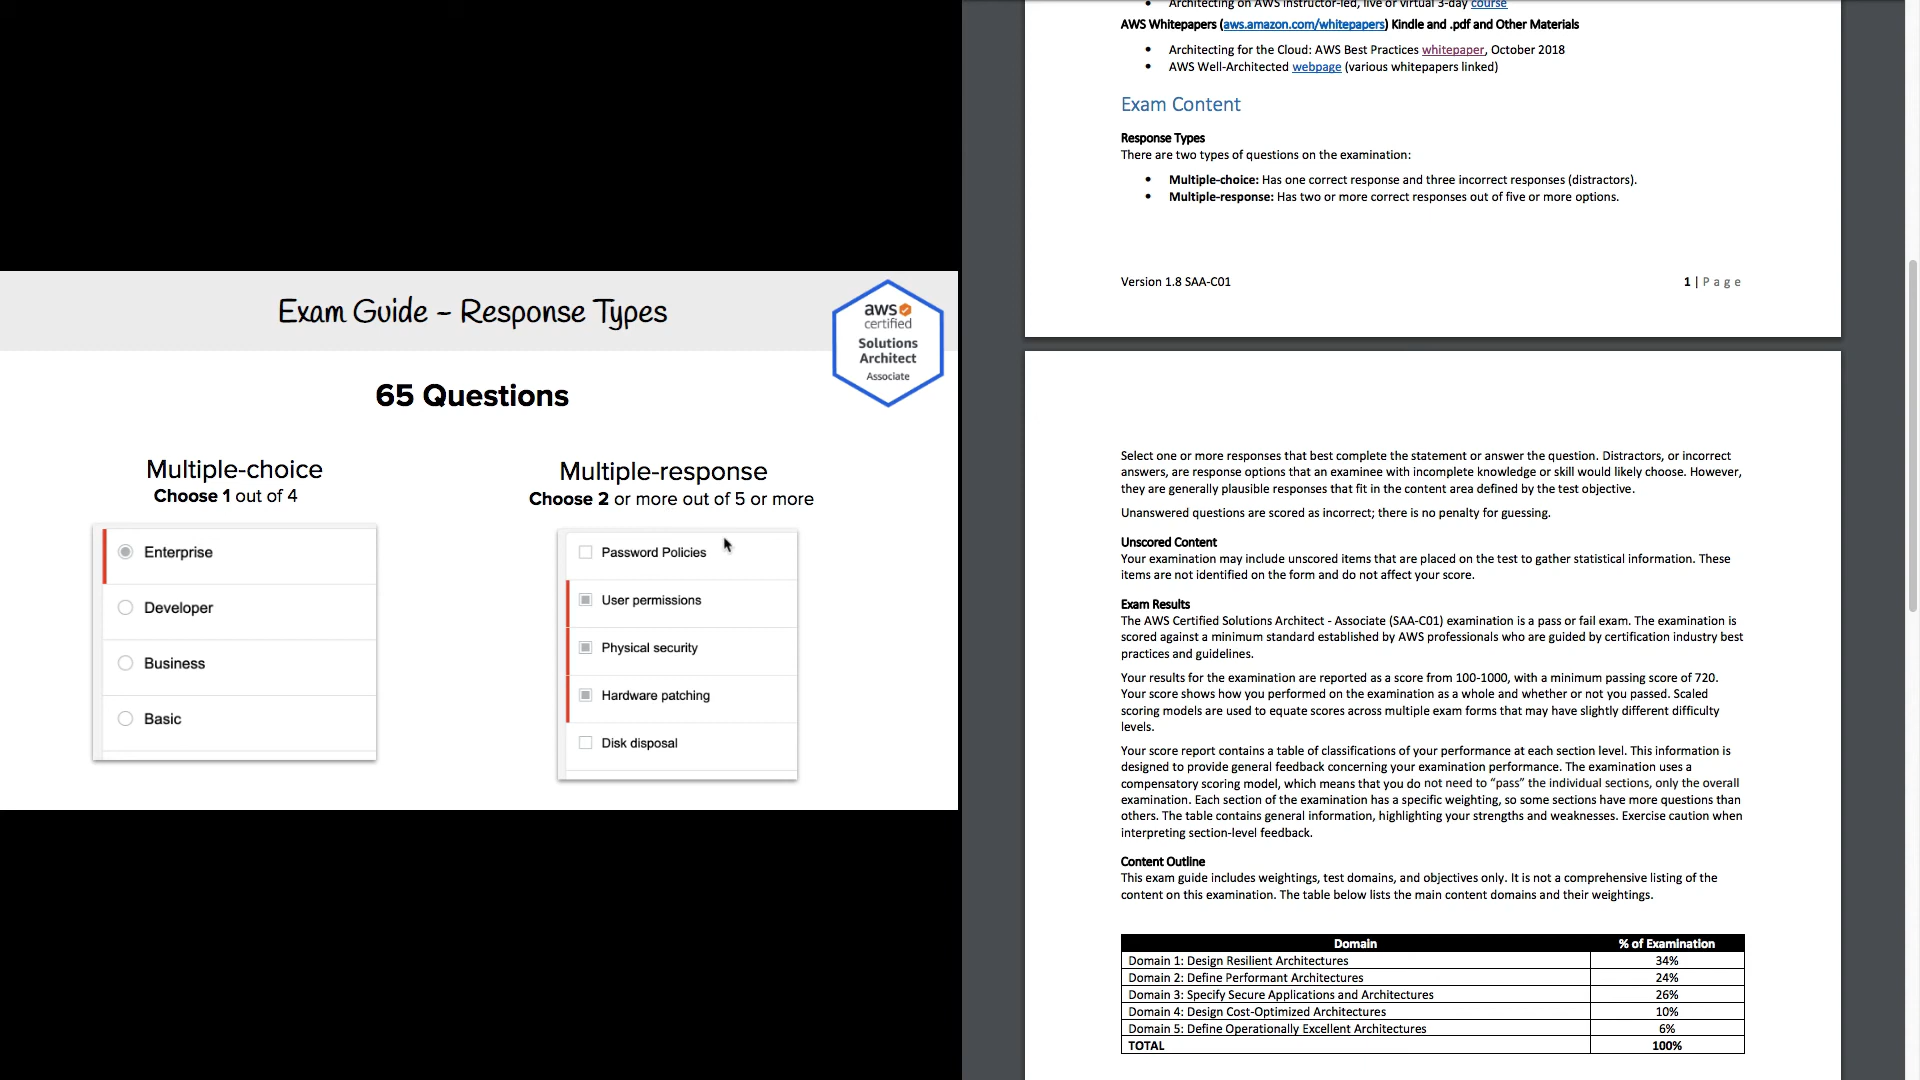 Exam Guide – Response Types
aws
certified
Solutions
Architect
Associate
65 Questions
Multiple-choice
Choose 1 out of 4
Enterprise
Developer
Business
Basic
Multiple-response
Choose 2 or more out of 5 or more
Password Policies
User permissions
Physical security
Hardware patching
Disk disposal
• Architecting on AWS instructor-led, live or virtual 3-day course
AWS Whitepapers (aws.amazon.com/whitepapers) Kindle and .pdf and Other Materials
• Architecting for the Cloud: AWS Best Practices whitepaper, October 2018
• AWS Well-Architected webpage (various whitepapers linked)
Exam Content
Response Types
There are two types of questions on the examination:
• Multiple-choice: Has one correct response and three incorrect responses (distractors).
• Multiple-response: Has two or more correct responses out of five or more options.
Version 1.8 SAA-C01 1 | Page
Select one or more responses that best complete the statement or answer the question. Distractors, or incorrect
answers, are response options that an examinee with incomplete knowledge or skill would likely choose. However,
they are generally plausible responses that fit in the content area defined by the test objective.
Unanswered questions are scored as incorrect; there is no penalty for guessing.
Unscored Content
Your examination may include unscored items that are placed on the test to gather statistical information. These
items are not identified on the form and do not affect your score.
Exam Results
The AWS Certified Solutions Architect - Associate (SAA-C01) examination is a pass or fail exam. The examination is
scored against a minimum standard established by AWS professionals who are guided by certification industry best
practices and guidelines.
Your results for the examination are reported as a score from 100-1000, with a minimum passing score of 720.
Your score shows how you performed on the examination as a whole and whether or not you passed. Scaled
scoring models are used to equate scores across multiple exam forms that may have slightly different difficulty
levels.
Your score report contains a table of classifications of your performance at each section level. This information is
designed to provide general feedback concerning your examination performance. The examination uses a
compensatory scoring model, which means that you do not need to “pass” the individual sections, only the overall
examination. Each section of the examination has a specific weighting, so some sections have more questions than
others. The table contains general information, highlighting your strengths and weaknesses. Exercise caution when
interpreting section-level feedback.
Content Outline
This exam guide includes weightings, test domains, and objectives only. It is not a comprehensive listing of the
content on this examination. The table below lists the main content domains and their weightings.
Domain % of Examination
Domain 1: Design Resilient Architectures 34%
Domain 2: Define Performant Architectures 24%
Domain 3: Specify Secure Applications and Architectures 26%
Domain 4: Design Cost-Optimized Architectures 10%
Domain 5: Define Operationally Excellent Architectures 6%
TOTAL 100%